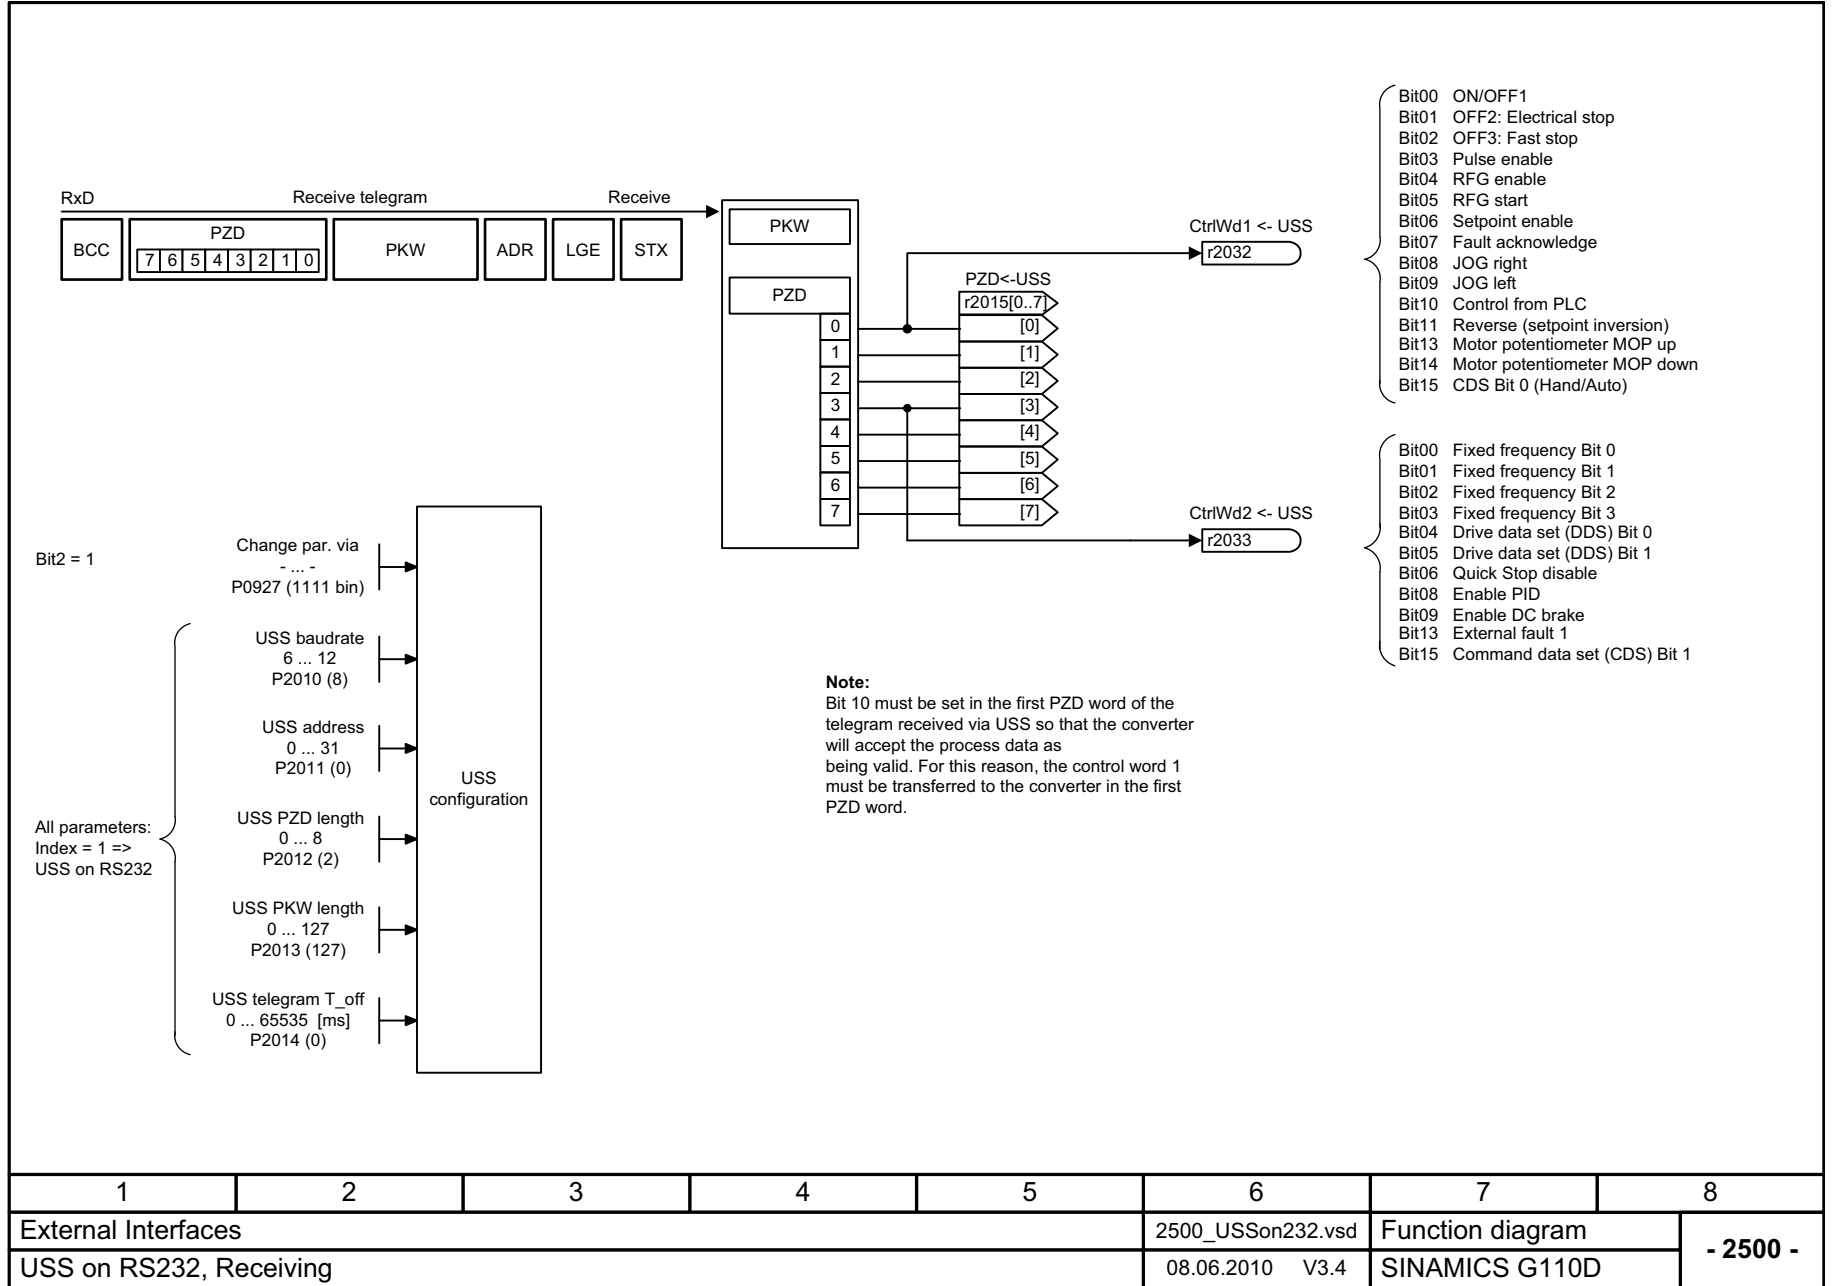 RxD Receive telegram Receive
BCC PZD PKW ADR LGE STX
7 6 5 4 3 2 1 0
PKW
PZD
0
1
2
3
4
5
6
7
PZD<-USS
r2015[0..7]
[0]
[1]
[2]
[3]
[4]
[5]
[6]
[7]
CtrlWd1 <- USS
r2032
Bit00 ON/OFF1
Bit01 OFF2: Electrical stop
Bit02 OFF3: Fast stop
Bit03 Pulse enable
Bit04 RFG enable
Bit05 RFG start
Bit06 Setpoint enable
Bit07 Fault acknowledge
Bit08 JOG right
Bit09 JOG left
Bit10 Control from PLC
Bit11 Reverse (setpoint inversion)
Bit13 Motor potentiometer MOP up
Bit14 Motor potentiometer MOP down
Bit15 CDS Bit 0 (Hand/Auto)
CtrlWd2 <- USS
r2033
Bit00 Fixed frequency Bit 0
Bit01 Fixed frequency Bit 1
Bit02 Fixed frequency Bit 2
Bit03 Fixed frequency Bit 3
Bit04 Drive data set (DDS) Bit 0
Bit05 Drive data set (DDS) Bit 1
Bit06 Quick Stop disable
Bit08 Enable PID
Bit09 Enable DC brake
Bit13 External fault 1
Bit15 Command data set (CDS) Bit 1
Bit2 = 1
Change par. via
- ... -
P0927 (1111 bin)
USS baudrate
6 ... 12
P2010 (8)
USS address
0 ... 31
P2011 (0)
USS PZD length
0 ... 8
P2012 (2)
USS PKW length
0 ... 127
P2013 (127)
USS telegram T_off
0 ... 65535 [ms]
P2014 (0)
All parameters:
Index = 1 =>
USS on RS232
USS
configuration
Note:
Bit 10 must be set in the first PZD word of the
telegram received via USS so that the converter
will accept the process data as
being valid. For this reason, the control word 1
must be transferred to the converter in the first
PZD word.
1 2 3 4 5 6 7 8
External Interfaces 2500_USSon232.vsd Function diagram
- 2500 -
USS on RS232, Receiving 08.06.2010 V3.4 SINAMICS G110D